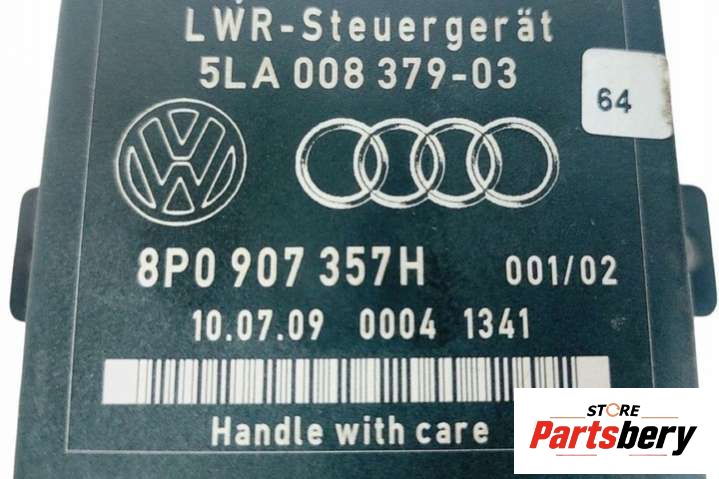 LWR-Steuergerät
5LA 008 379-03
64
8P0 907 357H 001/02
10.07.09 0004 1341
Handle with care
STORE
Partsbery